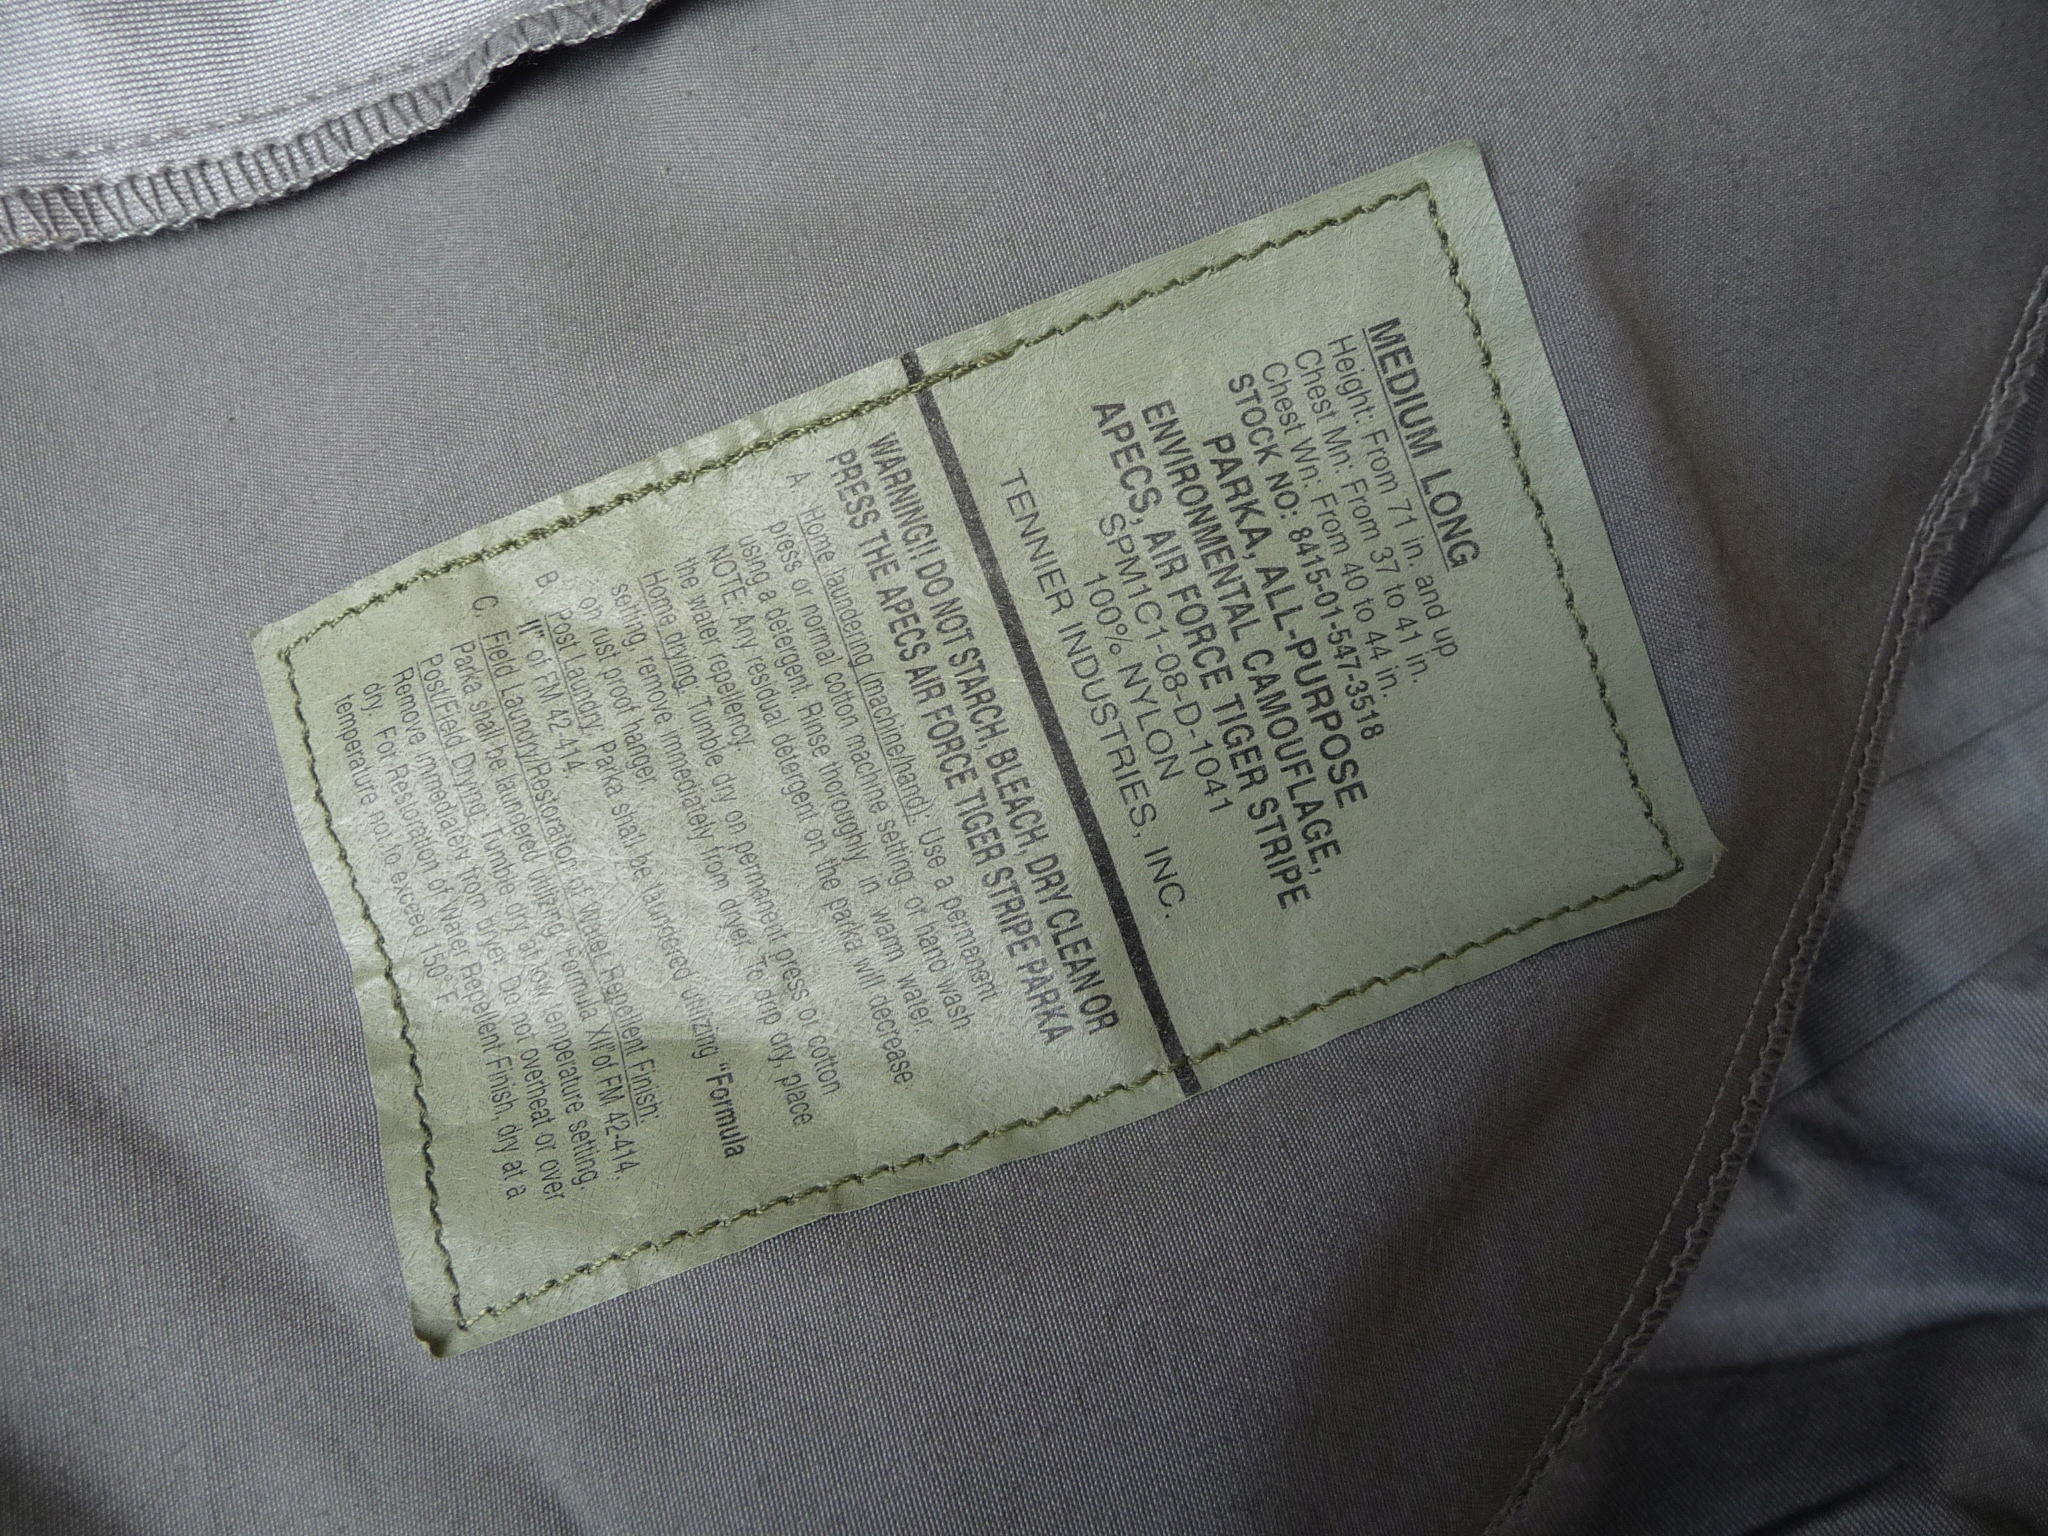 MEDIUM LONG
Height: From 71 in. and up
Chest Mn: From 37 to 41 in.
Chest Wn: From 40 to 44 in.
STOCK NO: 8415-01-547-3518
PARKA, ALL-PURPOSE
ENVIRONMENTAL CAMOUFLAGE,
APECS, AIR FORCE TIGER STRIPE
SPM1C1-08-D-1041
100% NYLON
TENNIER INDUSTRIES, INC.
WARNING!! DO NOT STARCH, BLEACH, DRY CLEAN OR
PRESS THE APECS AIR FORCE TIGER STRIPE PARKA
A. Home laundering (machine/hand): Use a permanent
press or normal cotton machine setting, or hand wash
using a detergent. Rinse thoroughly in warm water.
NOTE: Any residual detergent on the parka will decrease
the water repellency.
Home drying: Tumble dry on permanent press or cotton
setting, remove immediately from dryer. To drip dry, place
on rust proof hanger.
B. Post Laundry. Parka shall be laundered utilizing "Formula
II" of FM 42-414.
C. Field Laundry/Restoration of Water Repellent Finish:
Parka shall be laundered utilizing "Formula XI" of FM 42-414.
Post/Field Drying. Tumble dry at low temperature setting.
Remove immediately from dryer. Do not overheat or over
dry. For Restoration of Water Repellent Finish, dry at a
temperature not to exceed 150° F.